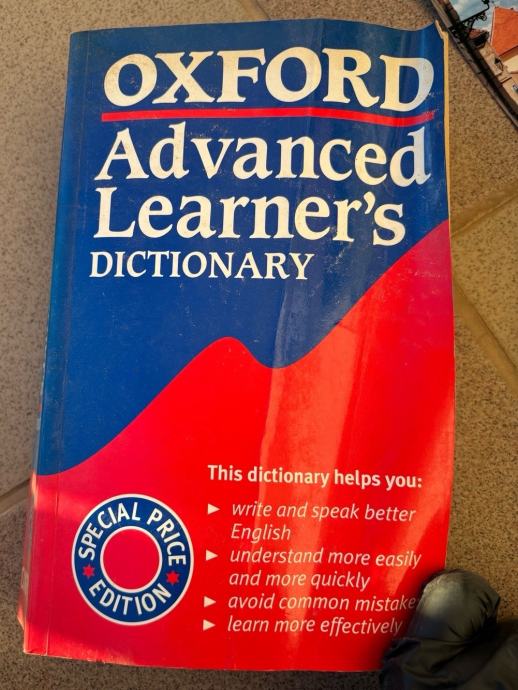 OXFORD
Advanced
Learner's
DICTIONARY
This dictionary helps you:
► write and speak better
English
► understand more easily
and more quickly
► avoid common mistake
► learn more effectively
SPECIAL PRICE
★ EDITION ★